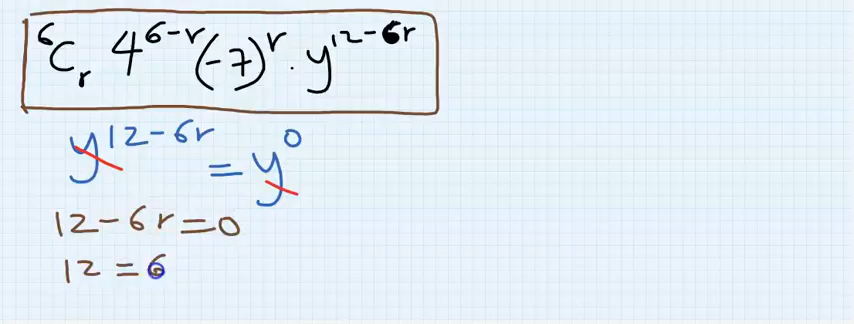 ⁶Cᵣ 4⁶⁻ʳ(-7)ʳ . y¹²⁻⁶ʳ
y¹²⁻⁶ʳ = y⁰
12 - 6r = 0
12 = 6